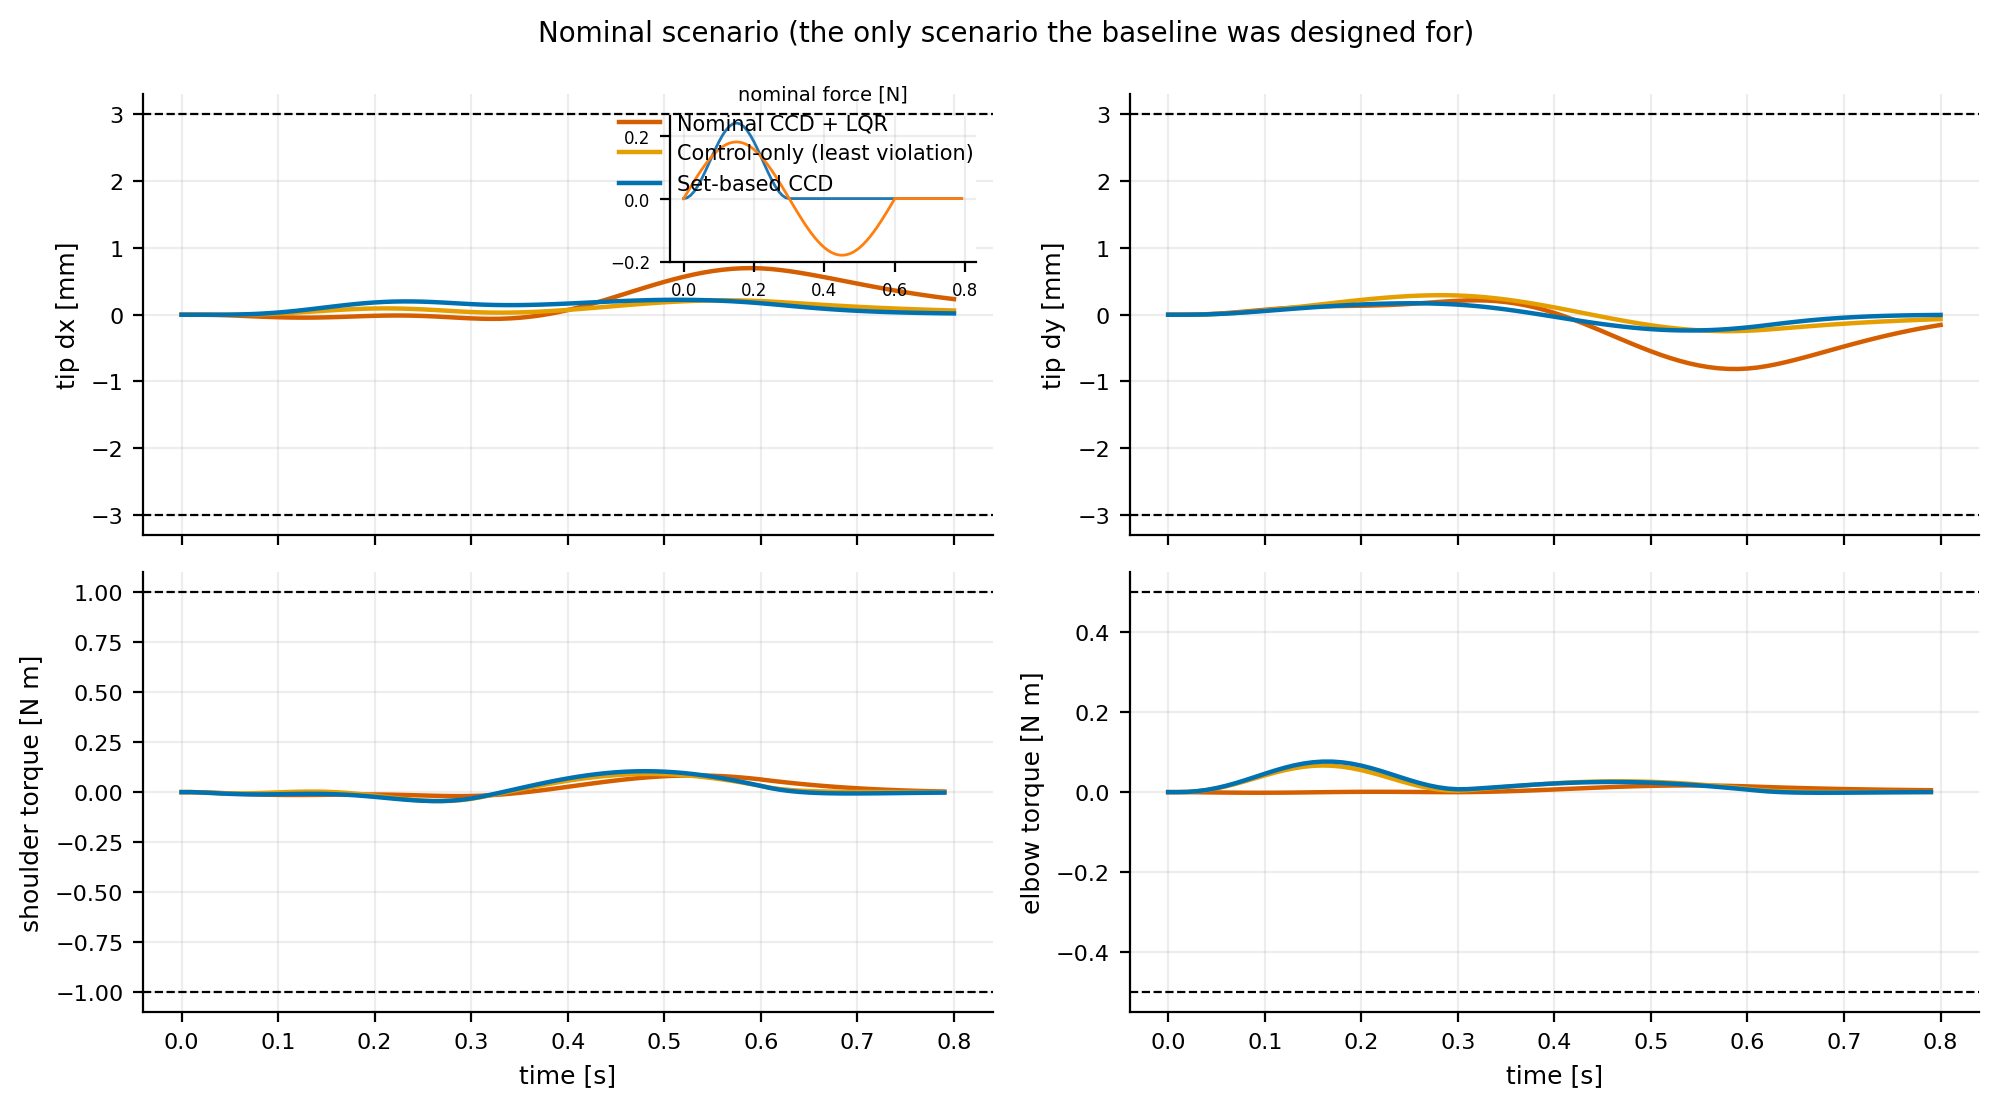 Nominal scenario (the only scenario the baseline was designed for)
nominal force [N]
Nominal CCD + LQR
Control-only (least violation)
Set-based CCD
0.2
0.0
−0.2
0.0 0.2 0.4 0.6 0.8
tip dx [mm]
3
2
1
0
−1
−2
−3
tip dy [mm]
3
2
1
0
−1
−2
−3
shoulder torque [N m]
1.00
0.75
0.50
0.25
0.00
−0.25
−0.50
−0.75
−1.00
0.0 0.1 0.2 0.3 0.4 0.5 0.6 0.7 0.8
time [s]
elbow torque [N m]
0.4
0.2
0.0
−0.2
−0.4
0.0 0.1 0.2 0.3 0.4 0.5 0.6 0.7 0.8
time [s]